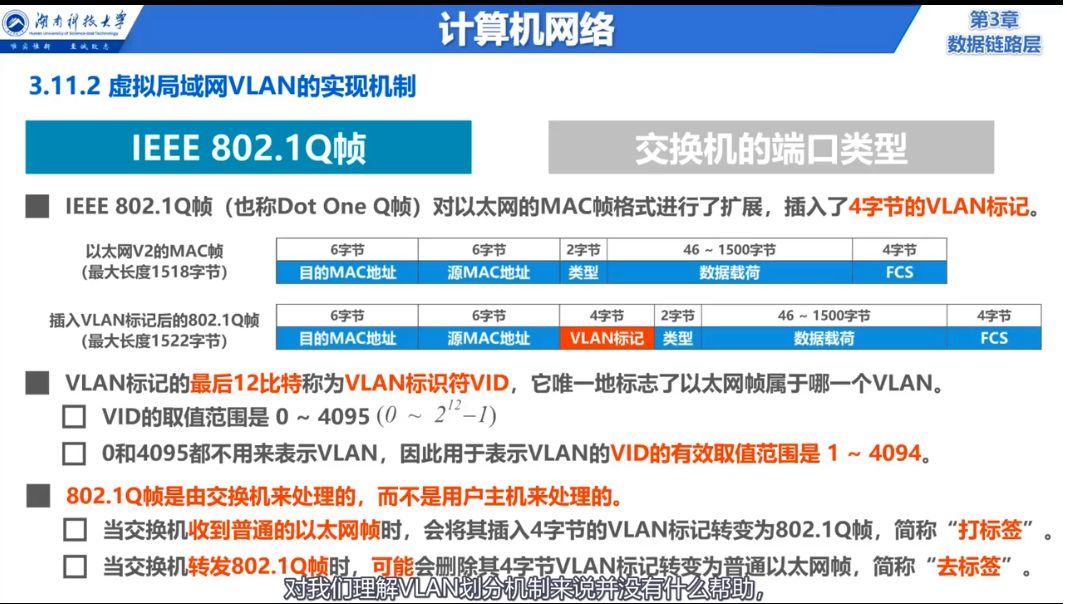 湖南科技大学
Hunan University of Science and Technology
唯实惟新 至诚致志
计算机网络
第3章
数据链路层
3.11.2 虚拟局域网VLAN的实现机制
IEEE 802.1Q帧
交换机的端口类型
IEEE 802.1Q帧（也称Dot One Q帧）对以太网的MAC帧格式进行了扩展，插入了4字节的VLAN标记。
以太网V2的MAC帧
(最大长度1518字节)
6字节 6字节 2字节 46 ~ 1500字节 4字节
目的MAC地址 源MAC地址 类型 数据载荷 FCS
插入VLAN标记后的802.1Q帧
(最大长度1522字节)
6字节 6字节 4字节 2字节 46 ~ 1500字节 4字节
目的MAC地址 源MAC地址 VLAN标记 类型 数据载荷 FCS
VLAN标记的最后12比特称为VLAN标识符VID，它唯一地标志了以太网帧属于哪一个VLAN。
VID的取值范围是 0 ~ 4095 (0 ~ 2¹²−1)
0和4095都不用来表示VLAN，因此用于表示VLAN的VID的有效取值范围是 1 ~ 4094。
802.1Q帧是由交换机来处理的，而不是用户主机来处理的。
当交换机收到普通的以太网帧时，会将其插入4字节的VLAN标记转变为802.1Q帧，简称“打标签”。
当交换机转发802.1Q帧时，可能会删除其4字节VLAN标记转变为普通以太网帧，简称“去标签”。
对我们理解VLAN划分机制来说并没有什么帮助，